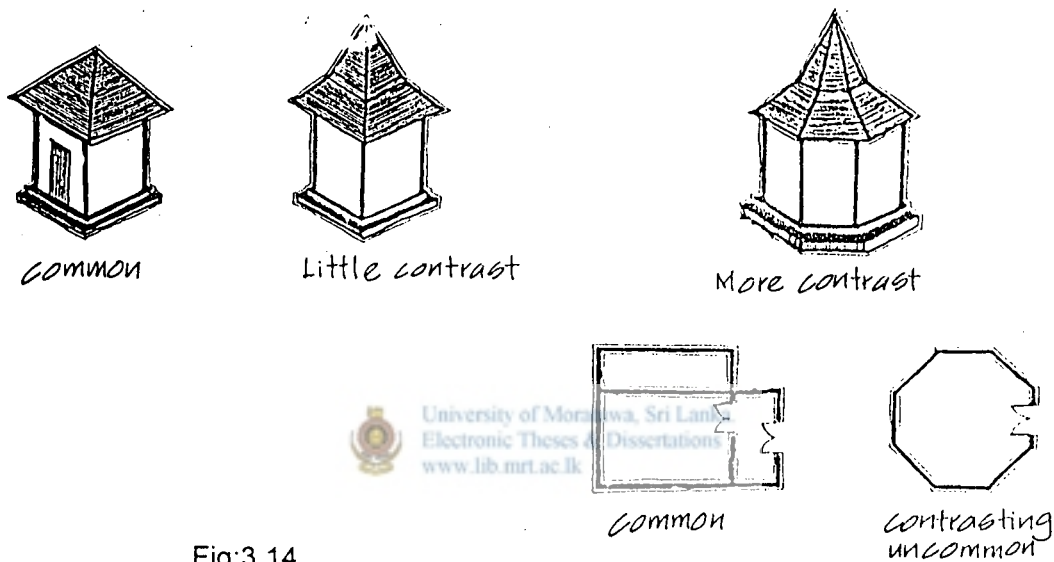 common
Little contrast
More contrast
University of Moratuwa, Sri Lanka.
Electronic Theses & Dissertations
www.lib.mrt.ac.lk
common
contrasting
uncommon
Fig:3.14